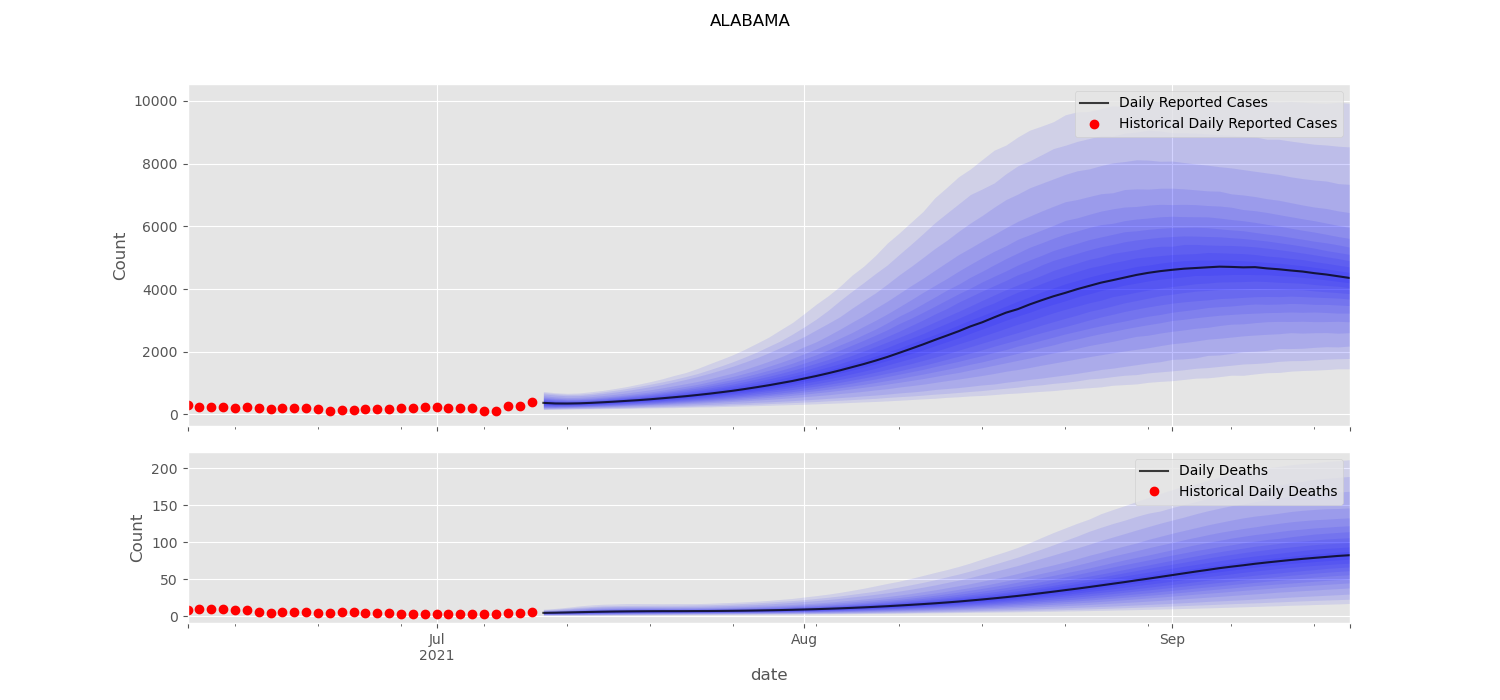 ALABAMA
10000
8000
6000
4000
2000
0
Count
Daily Reported Cases
Historical Daily Reported Cases
200
150
100
50
0
Count
Daily Deaths
Historical Daily Deaths
Jul
2021
Aug
Sep
date